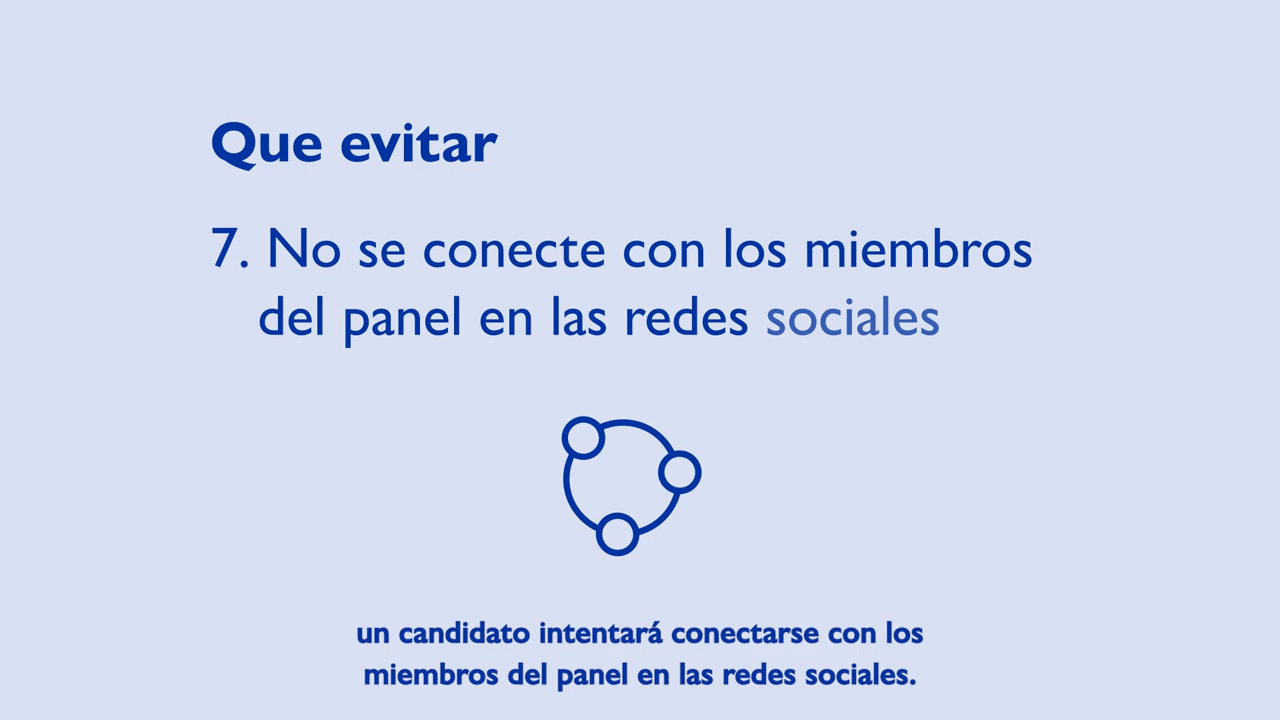 Que evitar
7. No se conecte con los miembros
del panel en las redes sociales
un candidato intentará conectarse con los
miembros del panel en las redes sociales.